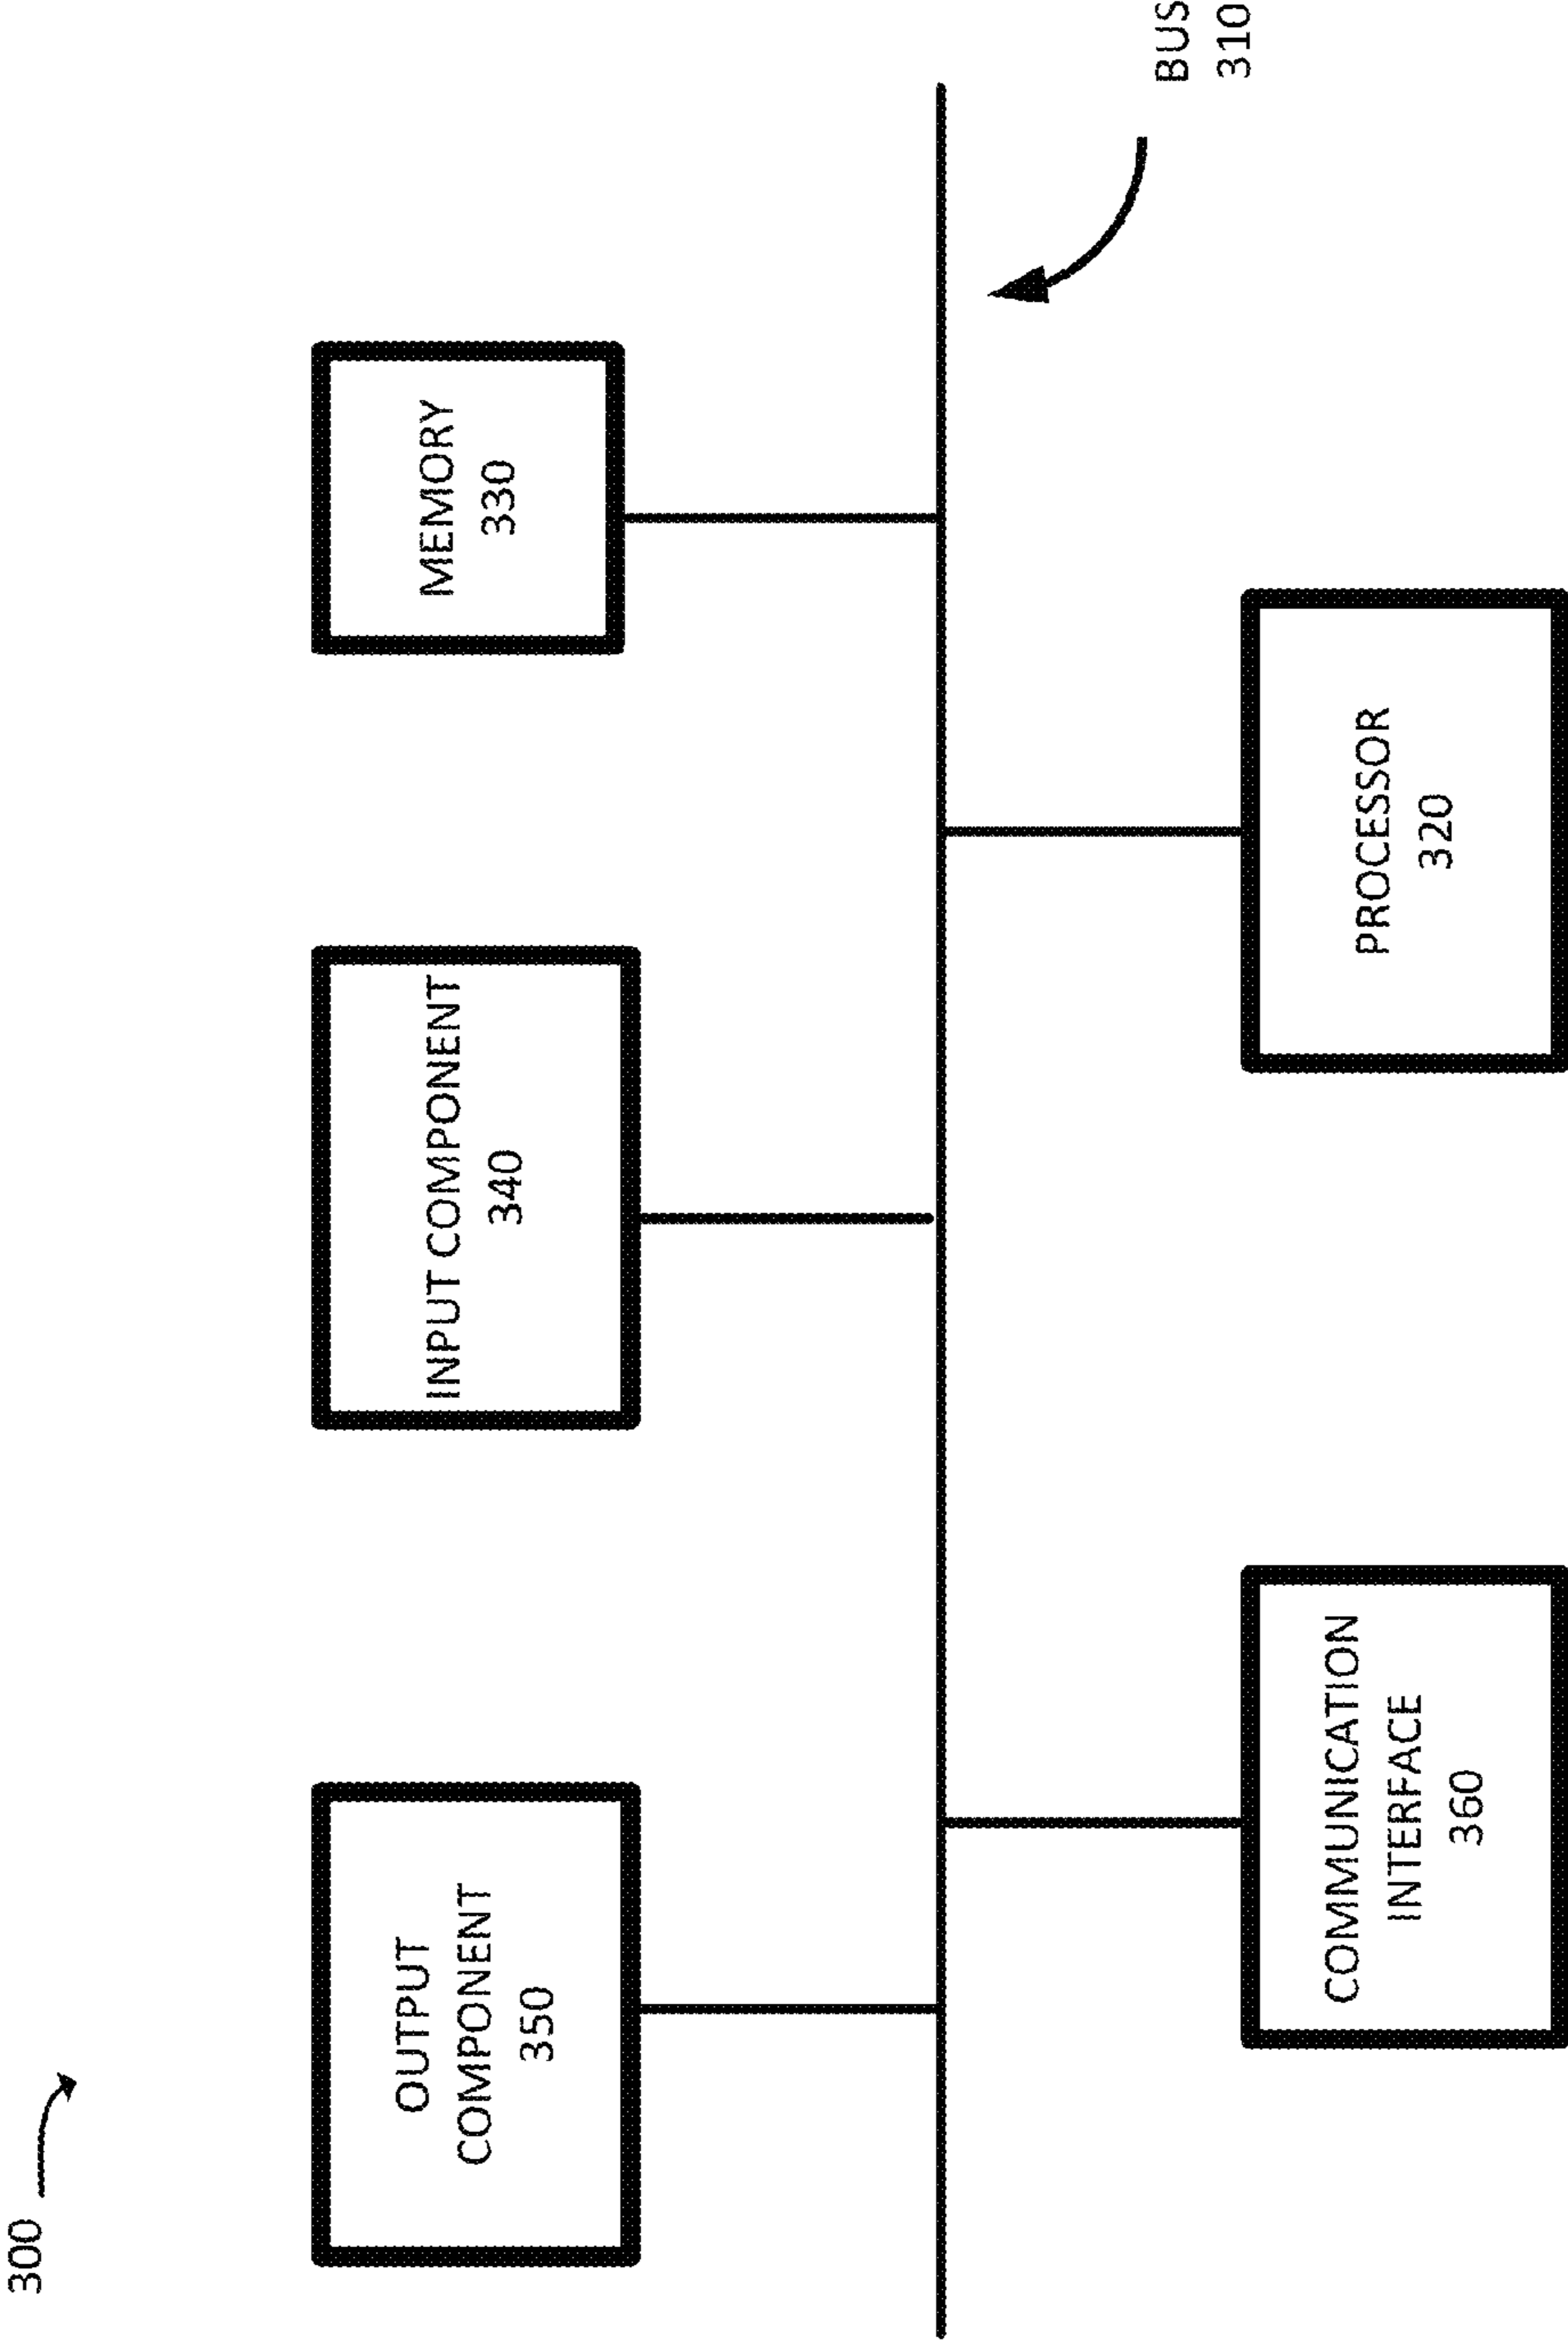 300
OUTPUT
COMPONENT
350
INPUT COMPONENT
340
MEMORY
330
BUS
310
COMMUNICATION
INTERFACE
360
PROCESSOR
320